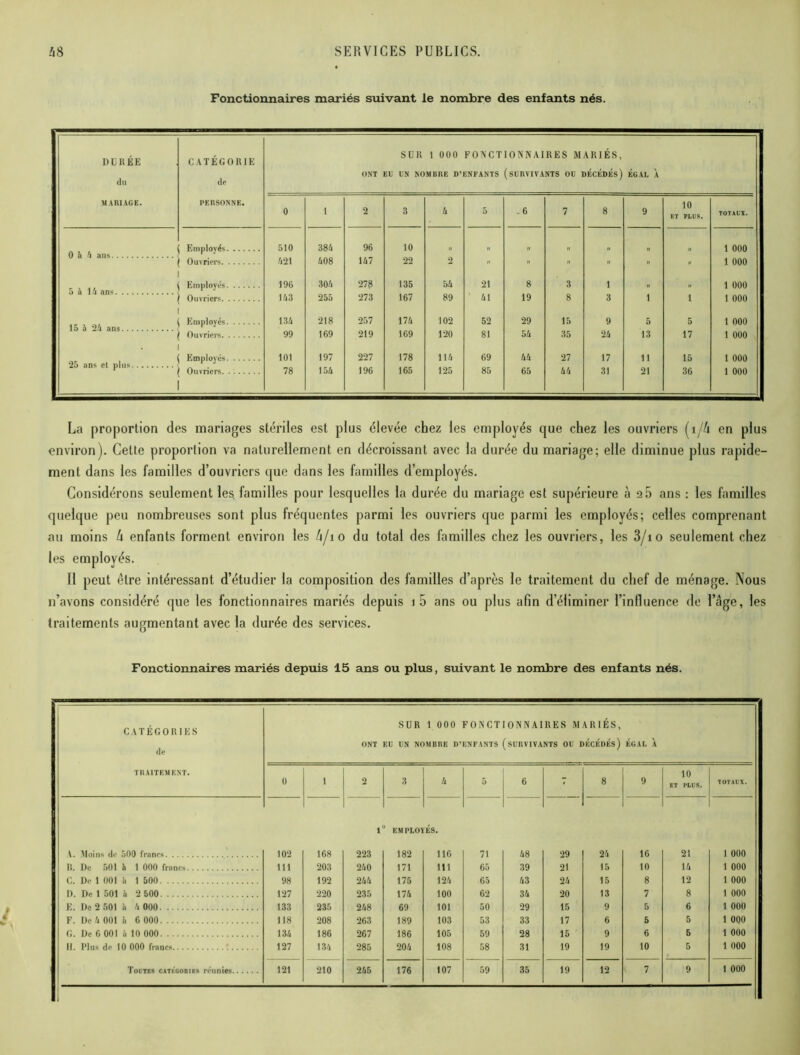 48 SERVICES PUBLICS.
Fonctionnaires mariés suivant le nombre des enfants nés.
DURÉE du MARIAGE. CATÉGORIE de PERSONNE. SUR 1 000 FONCTIONNAIRES MARIÉS,
ONT EU UN NOMBRE D'ENFANTS (SURVIVANTS OU DÉCÉDÉS) ÉGAL À
0 1 2 3 4 5 6 7 8 9 10 ET PLUS. TOTAUX.
0 à 4 ans { Employés 510 384 96 10 " " " " " " " 1 000
Ouvriers 421 408 147 22 2 " " " " " " 1 000
5 à 14 ans { Employés 196 304 278 135 54 21 8 3 1 " " 1 000
Ouvriers 143 255 273 167 89 41 19 8 3 1 1 1 000
15 à 24 ans { Employés 134 218 257 174 102 52 29 15 9 5 5 1 000
Ouvriers 99 169 219 169 120 81 54 35 24 13 17 1 000
25 ans et plus { Employés 101 197 227 178 114 69 44 27 17 11 15 1 000
Ouvriers 78 154 196 165 125 85 65 44 31 21 36 1 000
La proportion des mariages stériles est plus élevée chez les employés que chez les ouvriers (1/4 en plus
environ). Cette proportion va naturellement en décroissant avec la durée du mariage; elle diminue plus rapide-
ment dans les familles d'ouvriers que dans les familles d'employés.
Considérons seulement les familles pour lesquelles la durée du mariage est supérieure à 25 ans : les familles
quelque peu nombreuses sont plus fréquentes parmi les ouvriers que parmi les employés; celles comprenant
au moins 4 enfants forment environ les 4/10 du total des familles chez les ouvriers, les 3/10 seulement chez
les employés.
Il peut être intéressant d'étudier la composition des familles d'après le traitement du chef de ménage. Nous
n'avons considéré que les fonctionnaires mariés depuis 15 ans ou plus afin d'éliminer l'influence de l'âge, les
traitements augmentant avec la durée des services.
Fonctionnaires mariés depuis 15 ans ou plus, suivant le nombre des enfants nés.
CATÉGORIES de TRAITEMENT. SUR 1 000 FONCTIONNAIRES MARIÉS,
ONT EU UN NOMBRE D'ENFANTS (SURVIVANTS OU DÉCÉDÉS) ÉGAL À
0 1 2 3 4 5 6 7 8 9 10 ET PLUS. TOTAUX.
1° EMPLOYÉS.
A. Moins de 500 francs 102 168 223 182 116 71 48 29 24 16 21 1 000
B. De 501 à 1 000 francs 111 203 240 171 111 65 39 21 15 10 14 1 000
C. De 1 001 à 1 500 98 192 244 175 124 65 43 24 15 8 12 1 000
D. De 1 501 à 2 500 127 220 235 174 100 62 34 20 13 7 8 1 000
E. De 2 501 à 4 000 133 235 248 69 101 50 29 15 9 5 6 1 000
F. De 4 001 à 6 000 118 208 263 189 103 53 33 17 6 5 5 1 000
G. De 6 001 à 10 000 134 186 267 186 105 59 28 15 9 6 5 1 000
H. Plus de 10 000 francs 127 134 285 204 108 58 31 19 19 10 5 1 000
TOUTES CATÉGORIES réunies 121 210 245 176 107 59 35 19 12 7 9 1 000